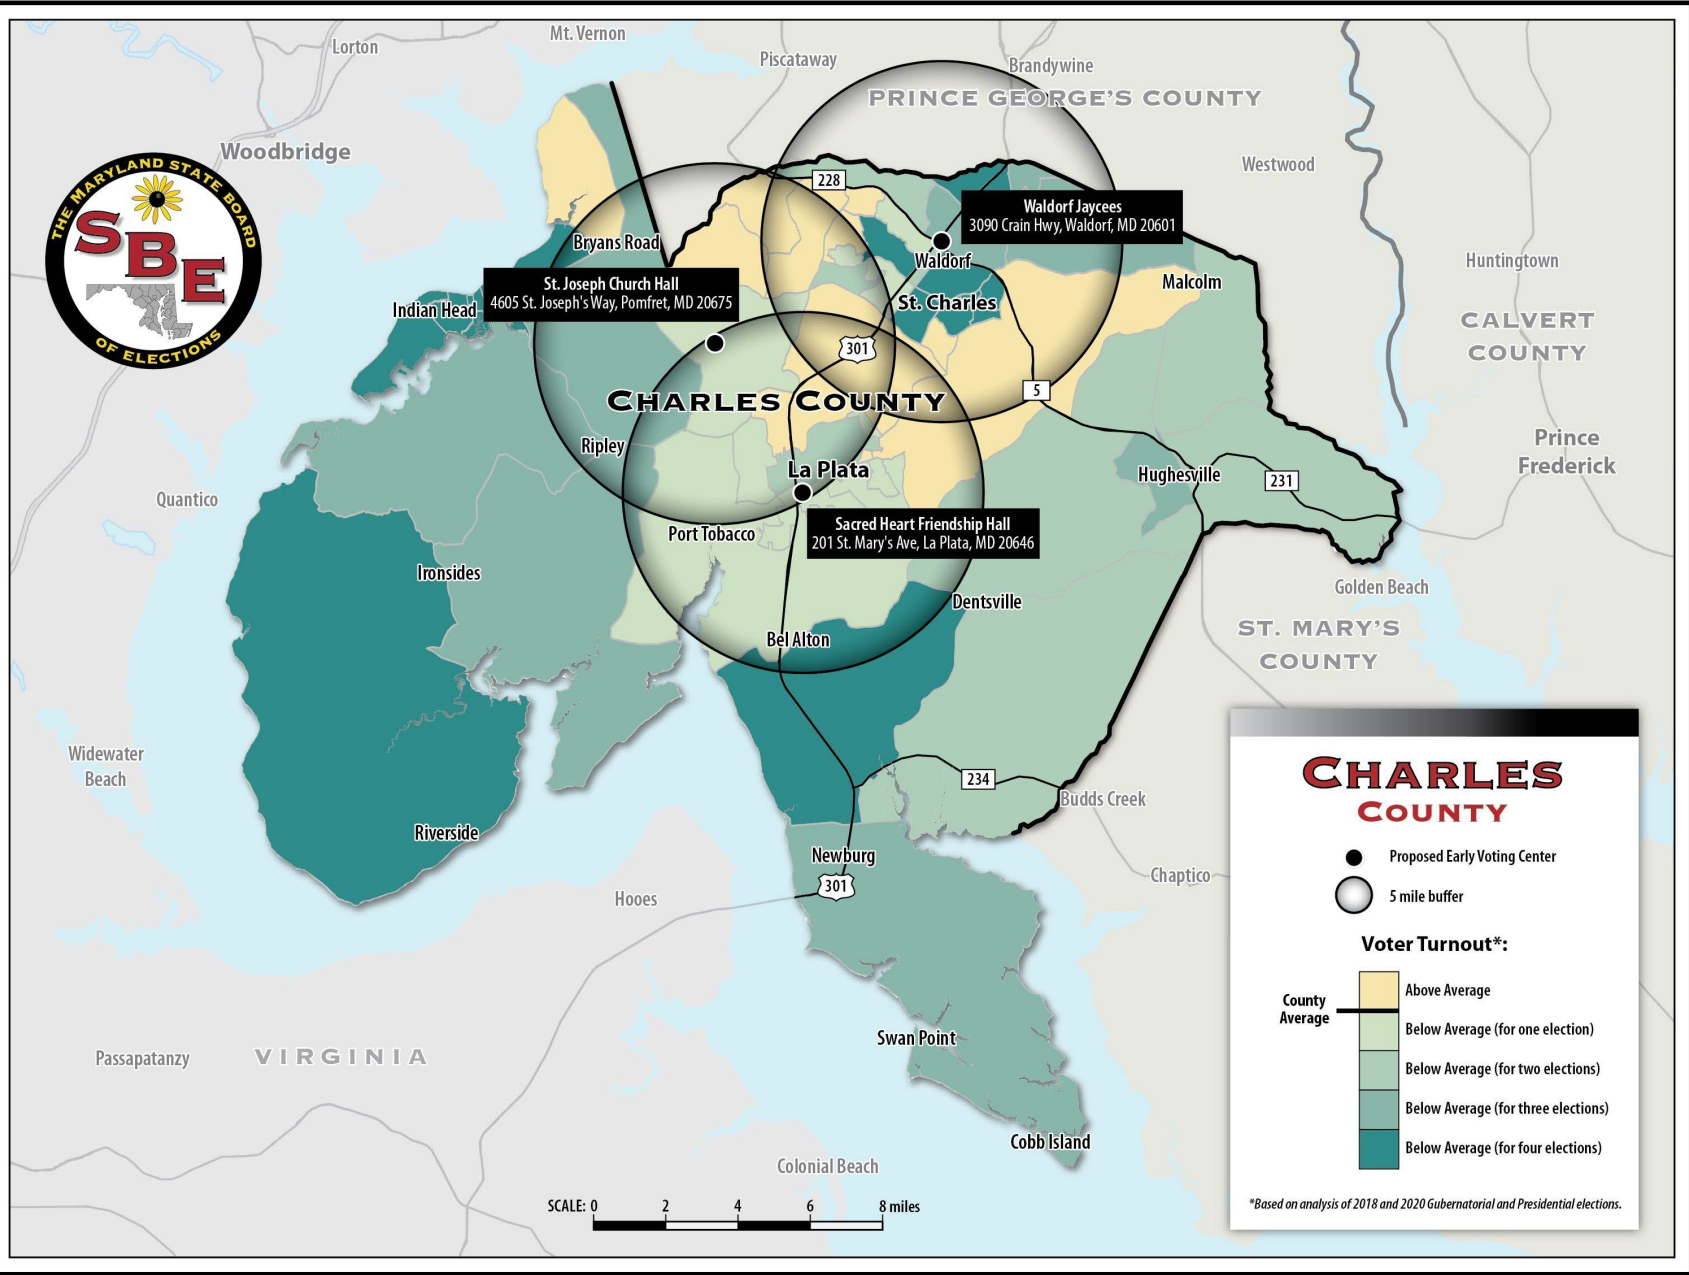 Lorton
Mt. Vernon
Piscataway
Brandywine
PRINCE GEORGE'S COUNTY
Woodbridge
Westwood
THE MARYLAND STATE BOARD
SBE
OF ELECTIONS
228
Waldorf Jaycees
3090 Crain Hwy, Waldorf, MD 20601
Bryans Road
Waldorf
Huntingtown
St. Joseph Church Hall
4605 St. Joseph's Way, Pomfret, MD 20675
Malcolm
Indian Head
St. Charles
CALVERT
COUNTY
301
5
CHARLES COUNTY
Ripley
Prince
Frederick
La Plata
Hughesville
231
Quantico
Sacred Heart Friendship Hall
201 St. Mary's Ave, La Plata, MD 20646
Port Tobacco
Ironsides
Golden Beach
Dentsville
ST. MARY'S
COUNTY
Bel Alton
Widewater
Beach
234
Budds Creek
Riverside
Newburg
301
Chaptico
Hooes
Swan Point
Passapatanzy
VIRGINIA
Cobb Island
Colonial Beach
SCALE: 0 2 4 6 8 miles
CHARLES
COUNTY
Proposed Early Voting Center
5 mile buffer
Voter Turnout*:
Above Average
County
Average
Below Average (for one election)
Below Average (for two elections)
Below Average (for three elections)
Below Average (for four elections)
*Based on analysis of 2018 and 2020 Gubernatorial and Presidential elections.